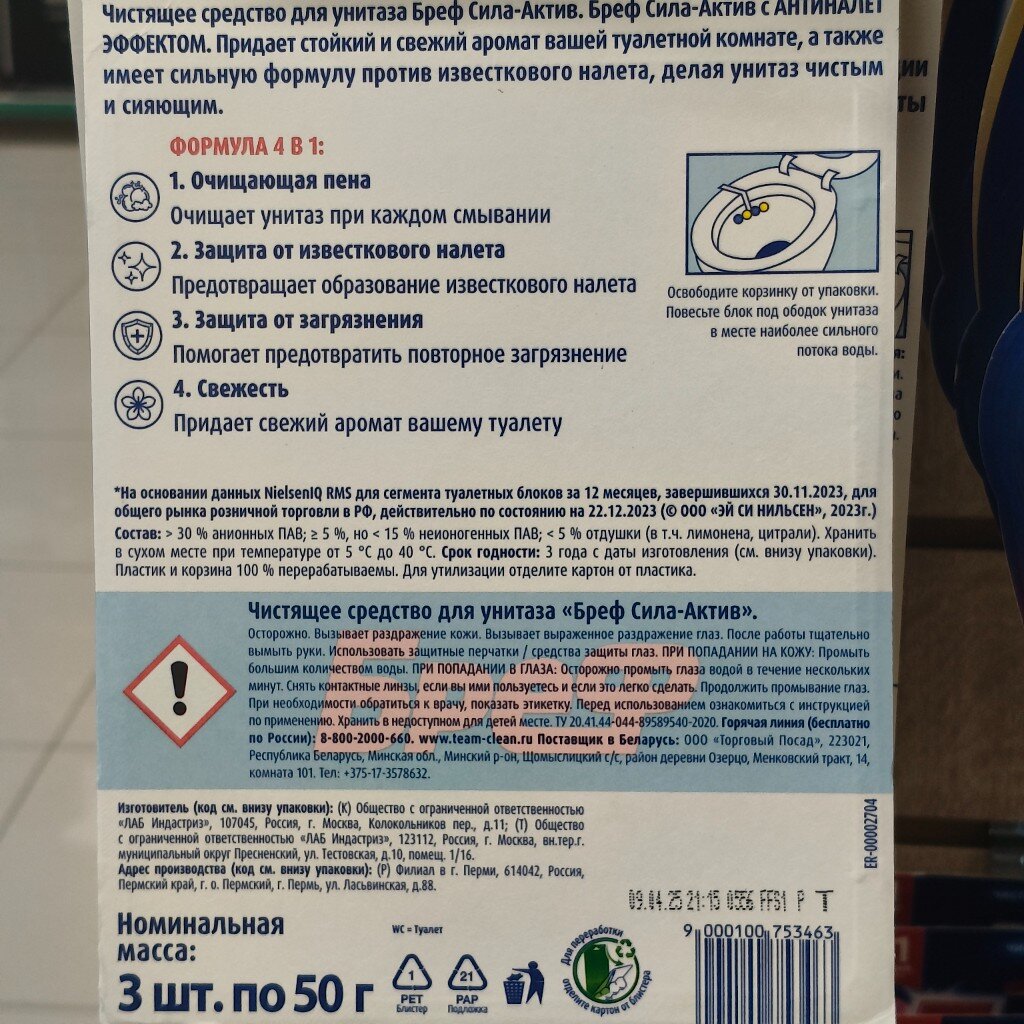 Чистящее средство для унитаза Бреф Сила-Актив. Бреф Сила-Актив с АНТИНАЛЕТ
ЭФФЕКТОМ. Придает стойкий и свежий аромат вашей туалетной комнате, а также
имеет сильную формулу против известкового налета, делая унитаз чистым
и сияющим.
ФОРМУЛА 4 В 1:
1. Очищающая пена
Очищает унитаз при каждом смывании
2. Защита от известкового налета
Предотвращает образование известкового налета
3. Защита от загрязнения
Помогает предотвратить повторное загрязнение
4. Свежесть
Придает свежий аромат вашему туалету
Освободите корзинку от упаковки.
Повесьте блок под ободок унитаза
в месте наиболее сильного
потока воды.
*На основании данных NielsenIQ RMS для сегмента туалетных блоков за 12 месяцев, завершившихся 30.11.2023, для
общего рынка розничной торговли в РФ, действительно по состоянию на 22.12.2023 (© ООО «ЭЙ СИ НИЛЬСЕН», 2023г.)
Состав: > 30 % анионных ПАВ; ≥ 5 %, но < 15 % неионогенных ПАВ; < 5 % отдушки (в т.ч. лимонена, цитрали). Хранить
в сухом месте при температуре от 5 °С до 40 °С. Срок годности: 3 года с даты изготовления (см. внизу упаковки).
Пластик и корзина 100 % перерабатываемы. Для утилизации отделите картон от пластика.
Чистящее средство для унитаза «Бреф Сила-Актив».
Осторожно. Вызывает раздражение кожи. Вызывает выраженное раздражение глаз. После работы тщательно
вымыть руки. Использовать защитные перчатки / средства защиты глаз. ПРИ ПОПАДАНИИ НА КОЖУ: Промыть
большим количеством воды. ПРИ ПОПАДАНИИ В ГЛАЗА: Осторожно промыть глаза водой в течение нескольких
минут. Снять контактные линзы, если вы ими пользуетесь и если это легко сделать. Продолжить промывание глаз.
При необходимости обратиться к врачу, показать этикетку. Перед использованием ознакомиться с инструкцией
по применению. Хранить в недоступном для детей месте. ТУ 20.41.44-044-89589540-2020. Горячая линия (бесплатно
по России): 8-800-2000-660. www.team-clean.ru Поставщик в Беларусь: ООО «Торговый Посад», 223021,
Республика Беларусь, Минская обл., Минский р-он, Щомыслицкий с/с, район деревни Озерцо, Менковский тракт, 14,
комната 101. Тел: +375-17-3578632.
Бреф
Изготовитель (код см. внизу упаковки): (К) Общество с ограниченной ответственностью
«ЛАБ Индастриз», 107045, Россия, г. Москва, Колокольников пер., д.11; (Т) Общество
с ограниченной ответственностью «ЛАБ Индастриз», 123112, Россия, г. Москва, вн.тер.г.
муниципальный округ Пресненский, ул. Тестовская, д.10, помещ. 1/16.
Адрес производства (код см. внизу упаковки): (Р) Филиал в г. Перми, 614042, Россия,
Пермский край, г. о. Пермский, г. Пермь, ул. Ласьвинская, д.88.
ER-00002704
09.04.25 21:15 0556 FFS1 P T
Номинальная
масса:
3 шт. по 50 г
WC = Туалет
1
PET
Блистер
21
PAP
Подложка
Для переработки
отделите картон от блистера
9 000100 753463